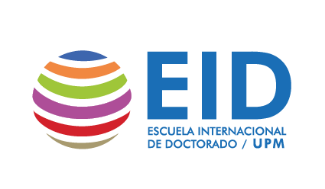 EID
ESCUELA INTERNACIONAL
DE DOCTORADO / UPM